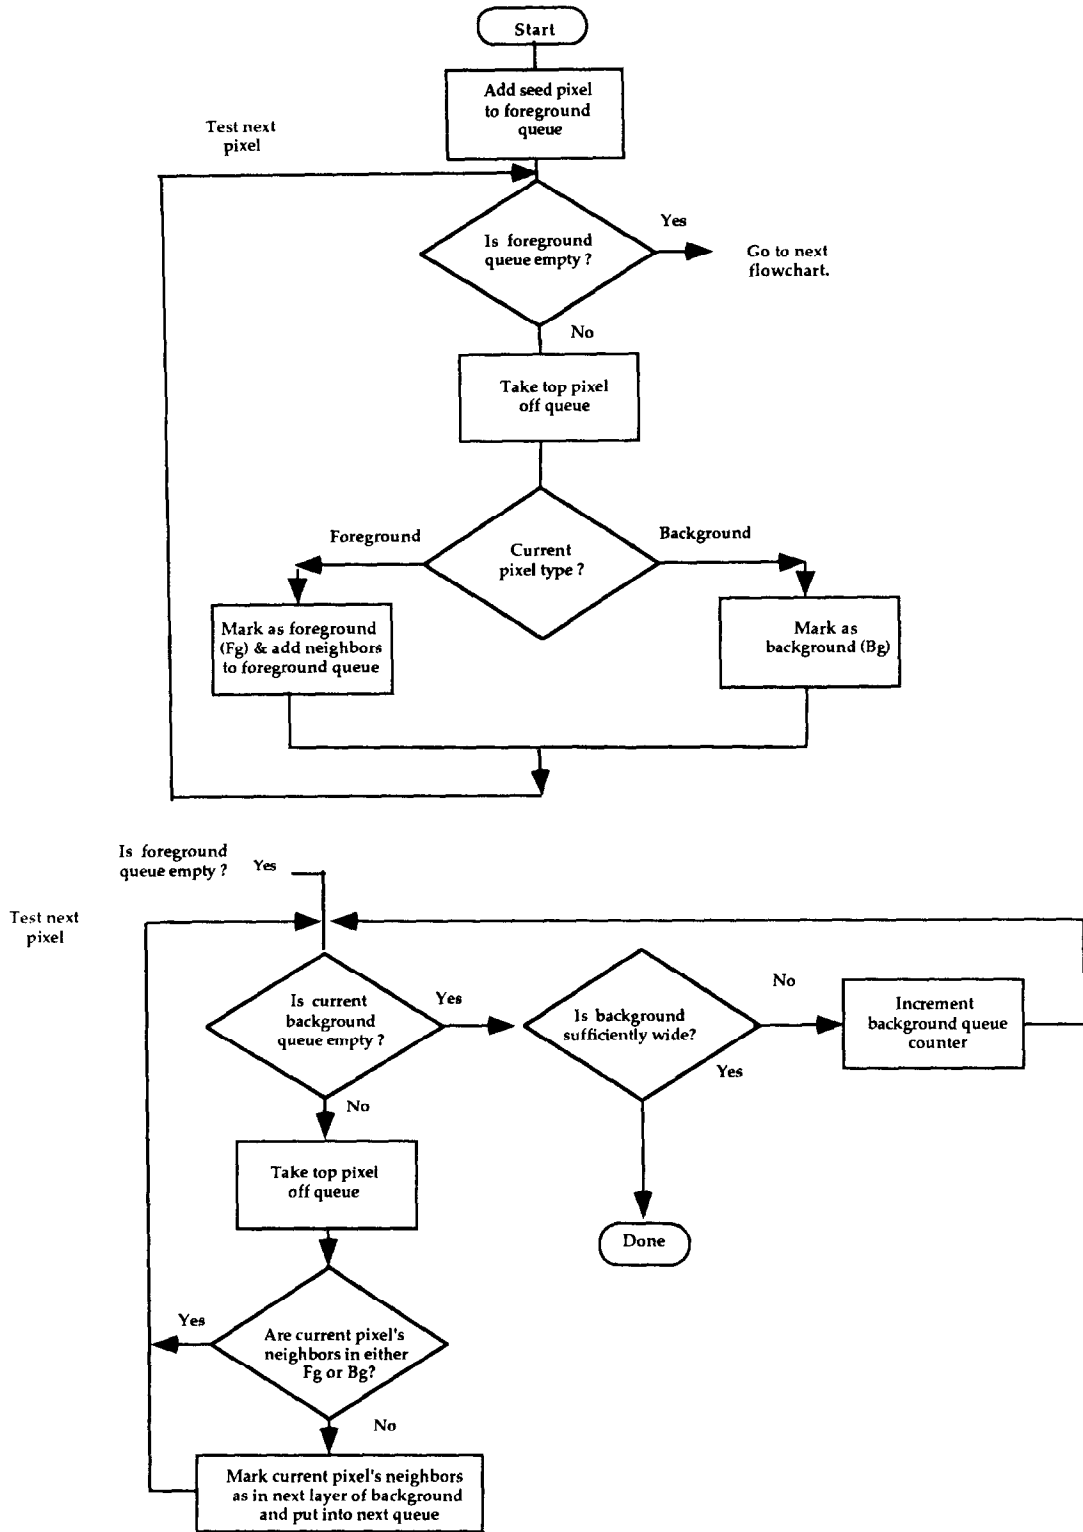 Start
Add seed pixel
to foreground
queue
Test next
pixel
Is foreground
queue empty ?
Yes
Go to next
flowchart.
No
Take top pixel
off queue
Foreground
Current
pixel type ?
Background
Mark as foreground
(Fg) & add neighbors
to foreground queue
Mark as
background (Bg)
Is foreground
queue empty ?
Yes
Test next
pixel
Is current
background
queue empty ?
Yes
Is background
sufficiently wide?
No
Increment
background queue
counter
Yes
No
Take top pixel
off queue
Done
Yes
Are current pixel's
neighbors in either
Fg or Bg?
No
Mark current pixel's neighbors
as in next layer of background
and put into next queue